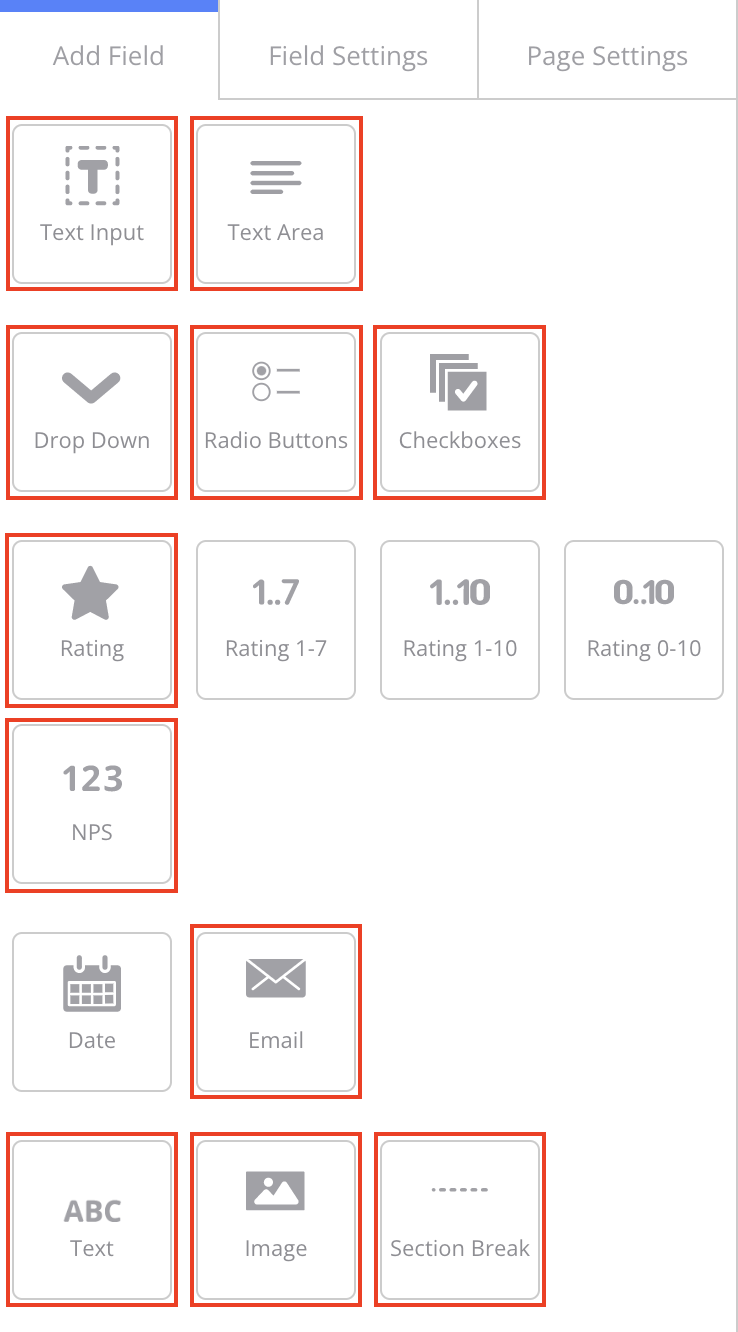 Add Field Field Settings Page Settings
T
Text Input Text Area
Drop Down Radio Buttons Checkboxes
1..7 1..10 0..10
Rating Rating 1-7 Rating 1-10 Rating 0-10
123
NPS
Date Email
ABC
Text Image Section Break